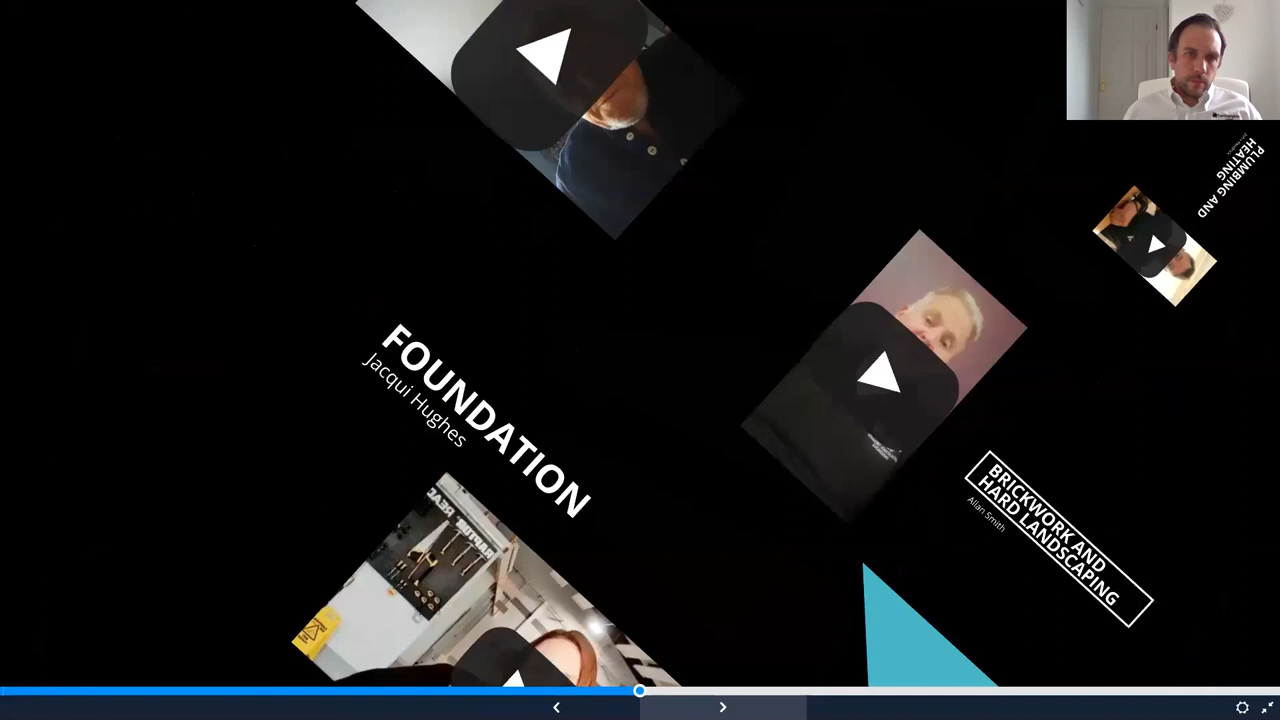 PLUMBING AND
HEATING
FOUNDATION
Jacqui Hughes
BRICKWORK AND
HARD LANDSCAPING
Allan Smith